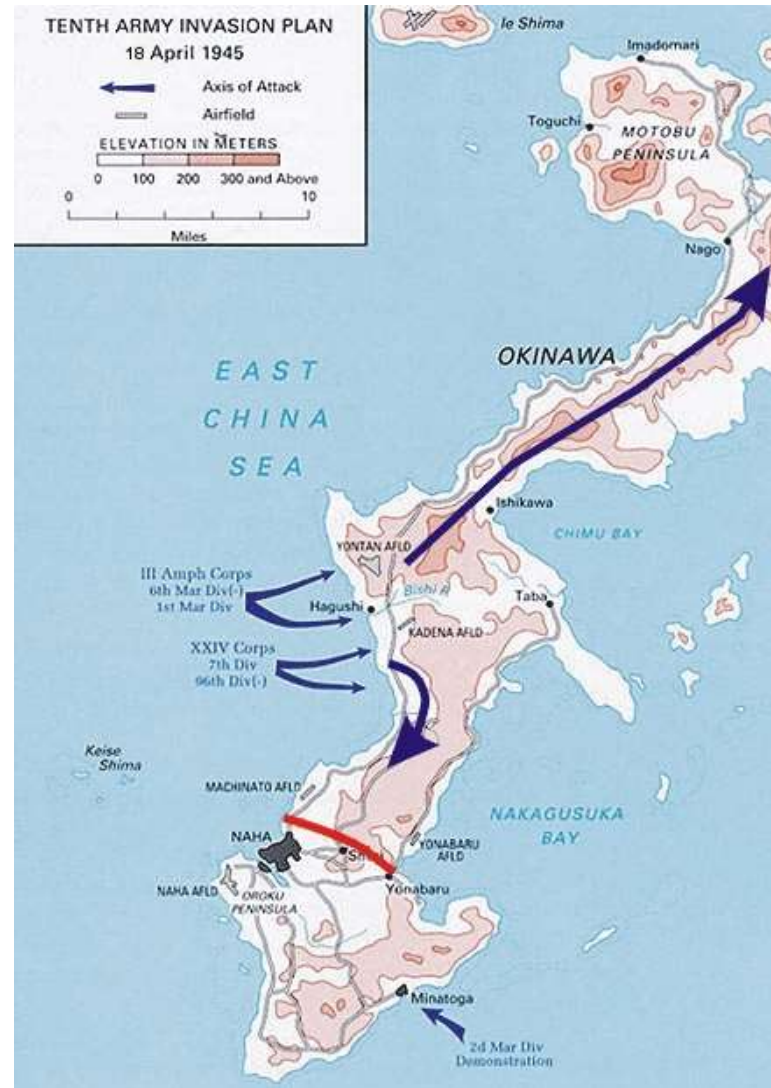 TENTH ARMY INVASION PLAN
18 April 1945
Axis of Attack
Airfield
ELEVATION IN METERS
0 100 200 300 and Above
0 10
Miles
Ie Shima
Imadomari
Toguchi
MOTOBU
PENINSULA
Nago
OKINAWA
EAST
CHINA
SEA
Ishikawa
CHIMU BAY
YONTAN AFLD
III Amph Corps
6th Mar Div(-)
1st Mar Div
Bishi R
Hagushi
Taba
KADENA AFLD
XXIV Corps
7th Div
96th Div(-)
Keise
Shima
MACHINATO AFLD
NAKAGUSUKA
BAY
NAHA
YONABARU
AFLD
NAHA AFLD
OROKU
PENINSULA
Yonabaru
Minatoga
2d Mar Div
Demonstration